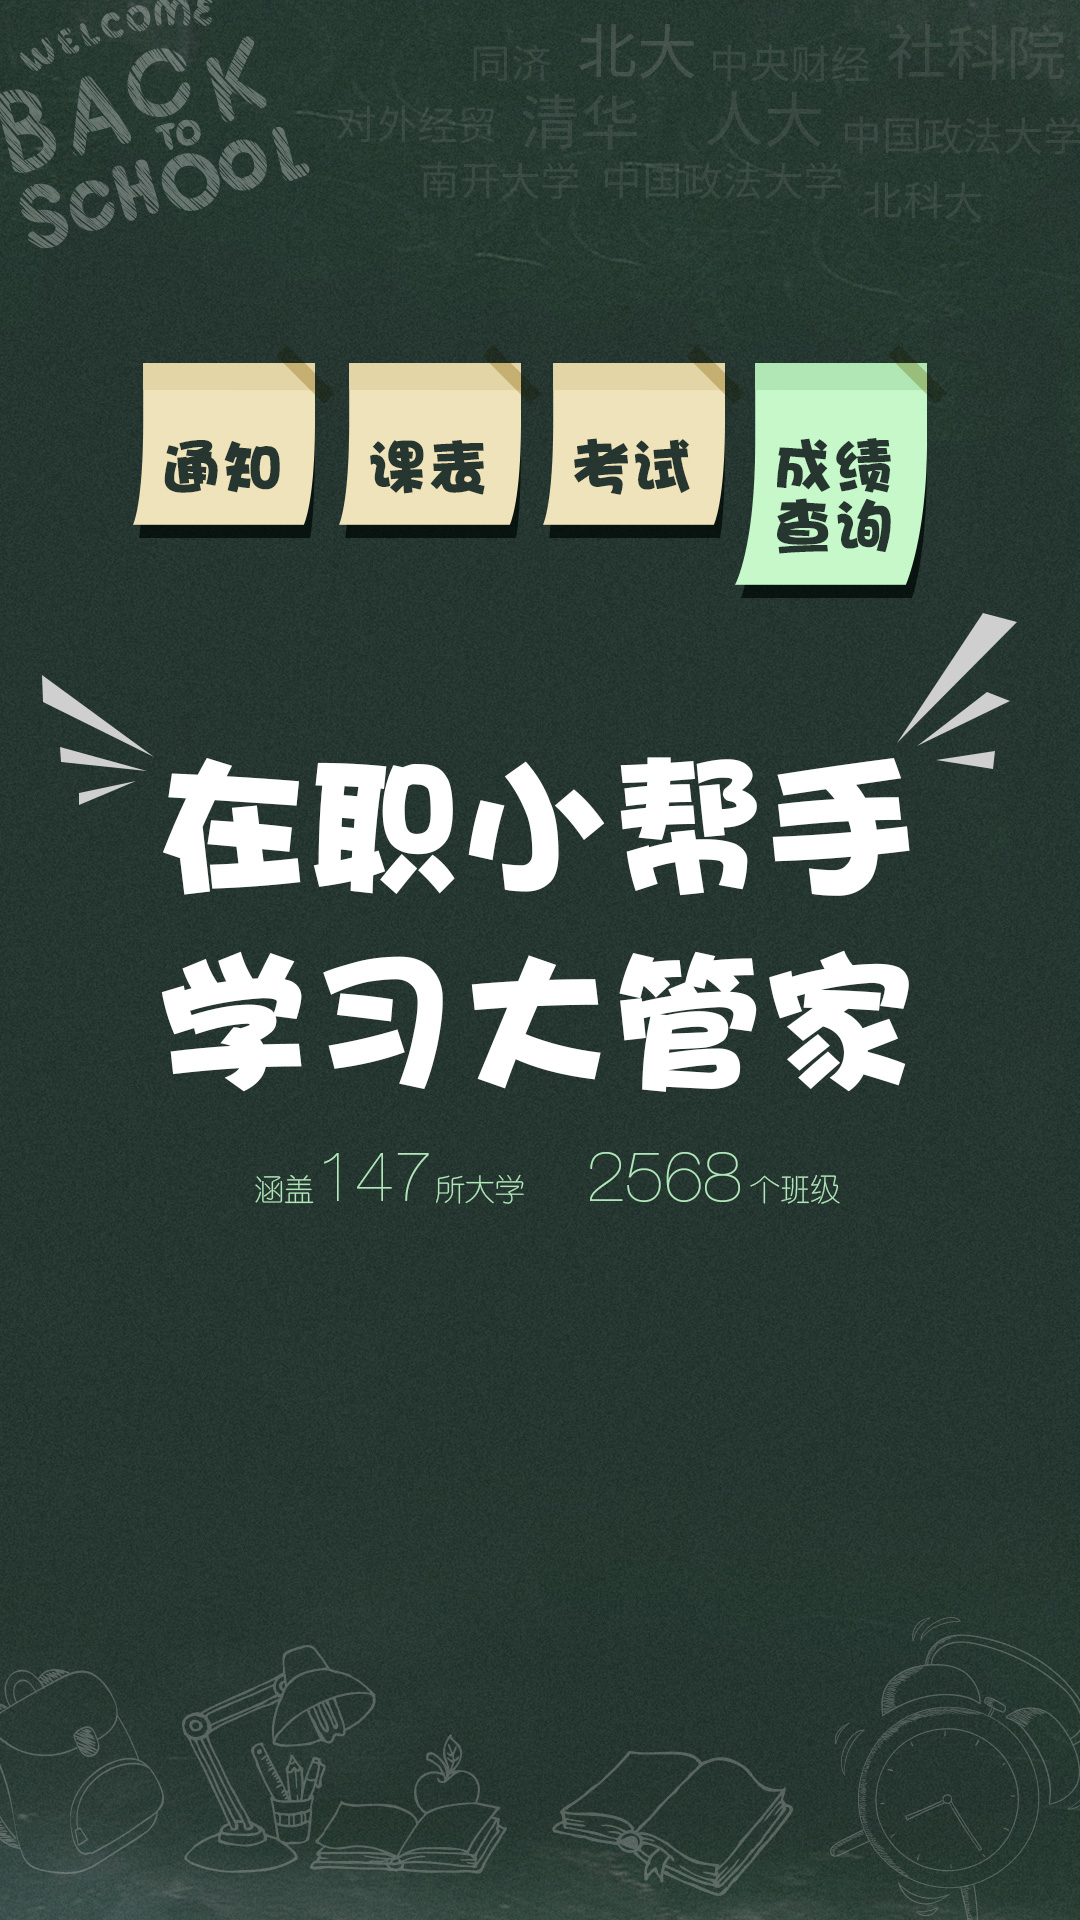 WELCOME
BACK
TO
SCHOOL
同济 北大 中央财经 社科院
对外经贸 清华 人大 中国政法大学
南开大学 中国政法大学 北科大
通知 课表 考试 成绩
查询
在职小帮手
学习大管家
涵盖147所大学 2568个班级